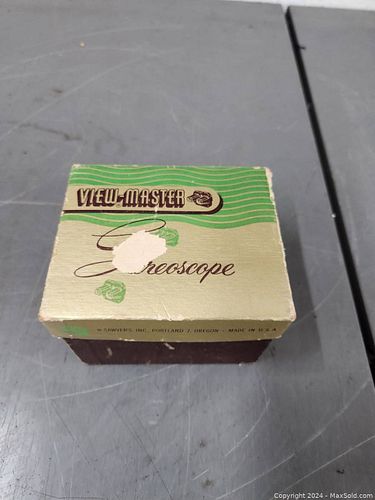 VIEW-MASTER
Stereoscope
SAWYER'S INC., PORTLAND 7, OREGON - MADE IN U.S.A
Copyright 2024 - MaxSold.com